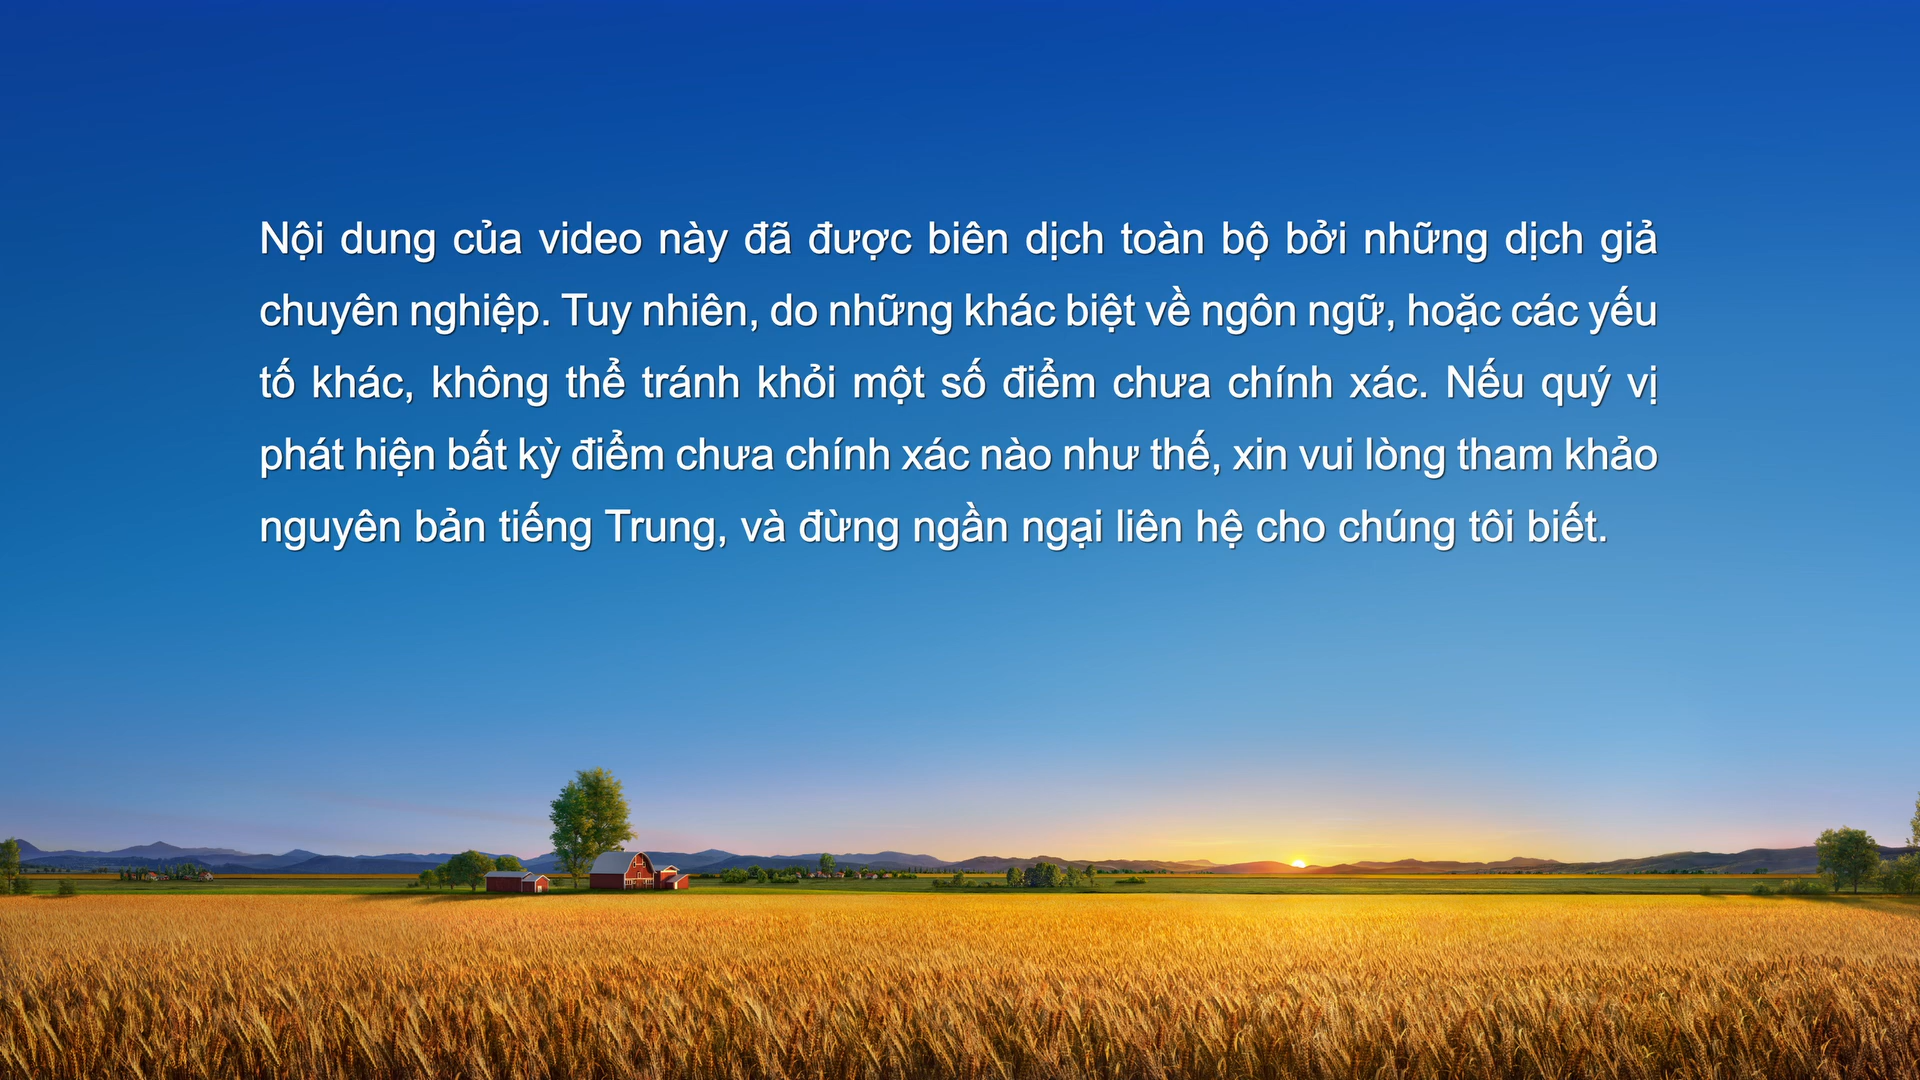 Nội dung của video này đã được biên dịch toàn bộ bởi những dịch giả
chuyên nghiệp. Tuy nhiên, do những khác biệt về ngôn ngữ, hoặc các yếu
tố khác, không thể tránh khỏi một số điểm chưa chính xác. Nếu quý vị
phát hiện bất kỳ điểm chưa chính xác nào như thế, xin vui lòng tham khảo
nguyên bản tiếng Trung, và đừng ngần ngại liên hệ cho chúng tôi biết.